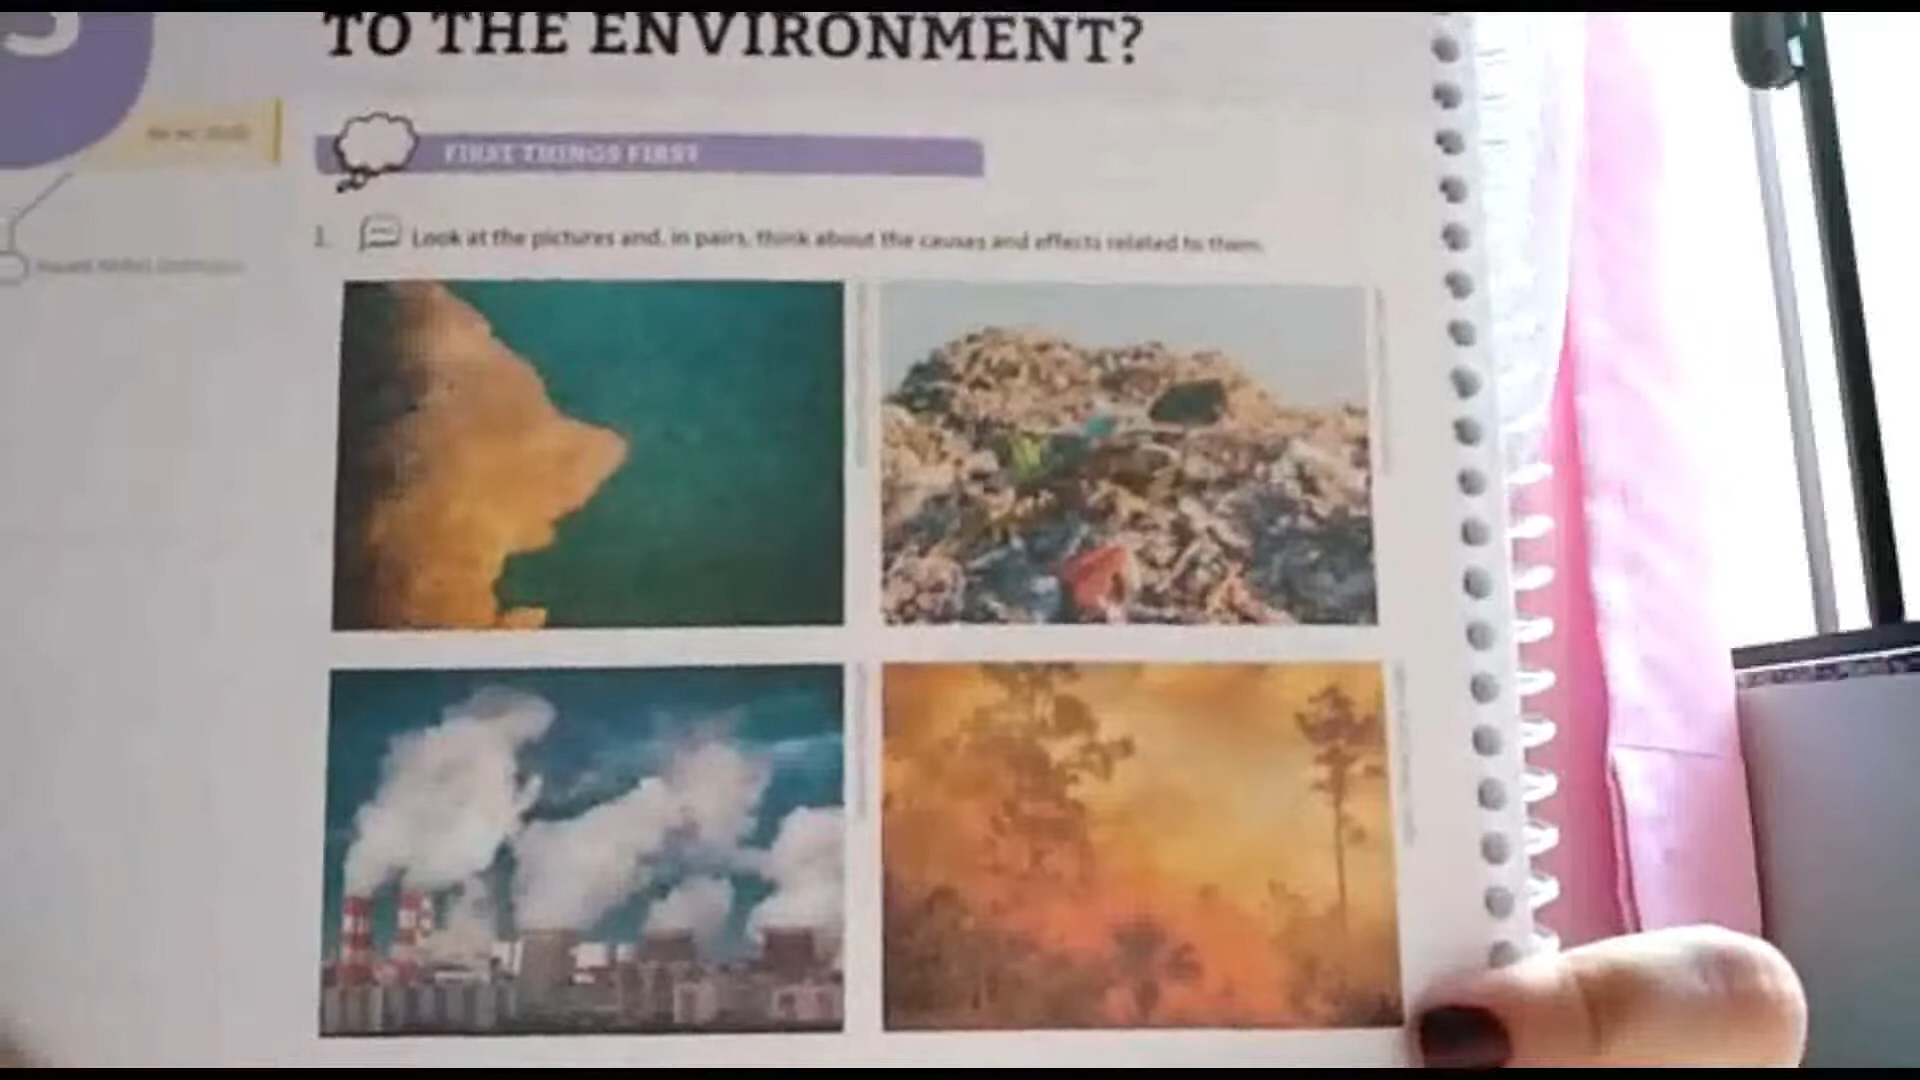 TO THE ENVIRONMENT?
FIRST THINGS FIRST
1. Look at the pictures and, in pairs, think about the causes and effects related to them.